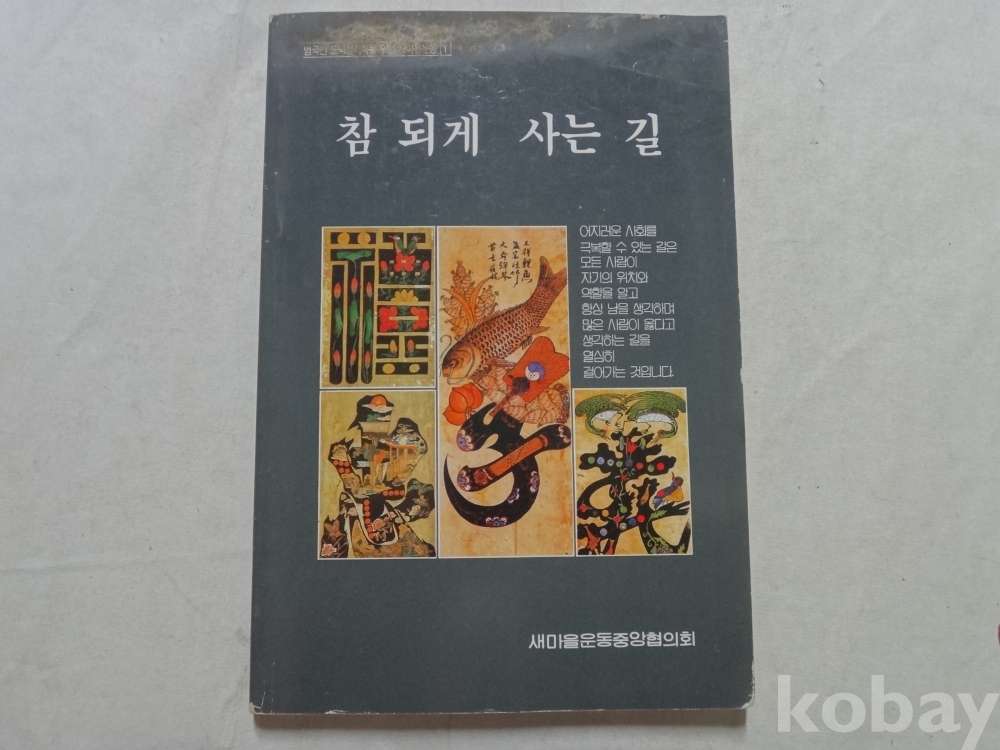 범국민
참 되게 사는 길
어지러운 사회를
극복할 수 있는 길은
모든 사람이
자기의 위치와
역할을 알고
항상 남을 생각하며
많은 사람이 옳다고
생각하는 길을
열심히
걸어가는 것입니다.
새마을운동중앙협의회
kobay